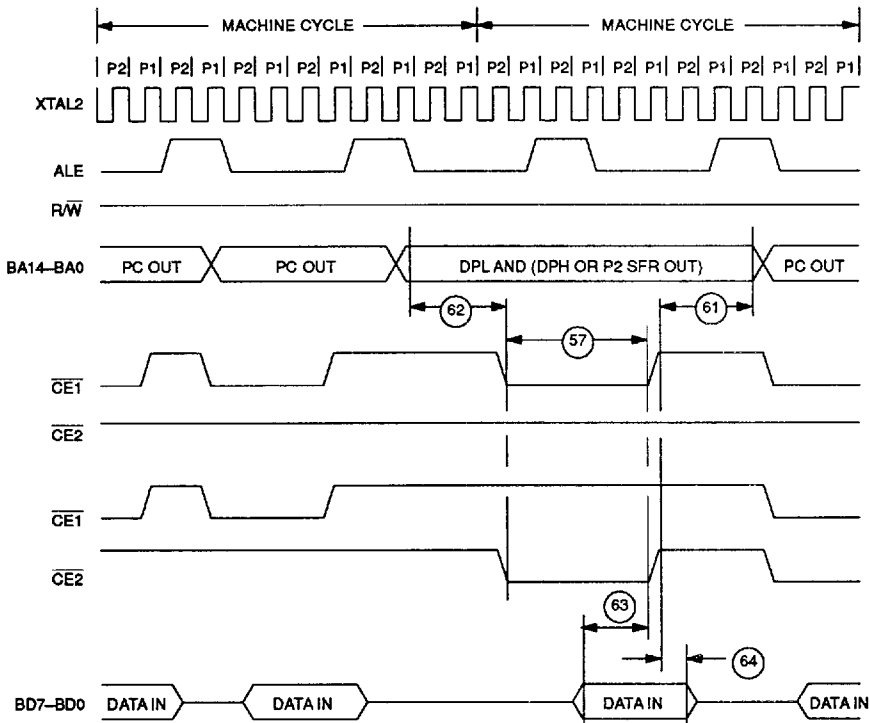 MACHINE CYCLE MACHINE CYCLE
P2 P1 P2 P1 P2 P1 P2 P1 P2 P1 P2 P1 P2 P1 P2 P1 P2 P1 P2 P1 P2 P1 P2 P1
XTAL2
ALE
R/W
BA14–BA0 PC OUT PC OUT DPL AND (DPH OR P2 SFR OUT) PC OUT
62 61
57
CE1
CE2
CE1
CE2
63
64
BD7–BD0 DATA IN DATA IN DATA IN DATA IN